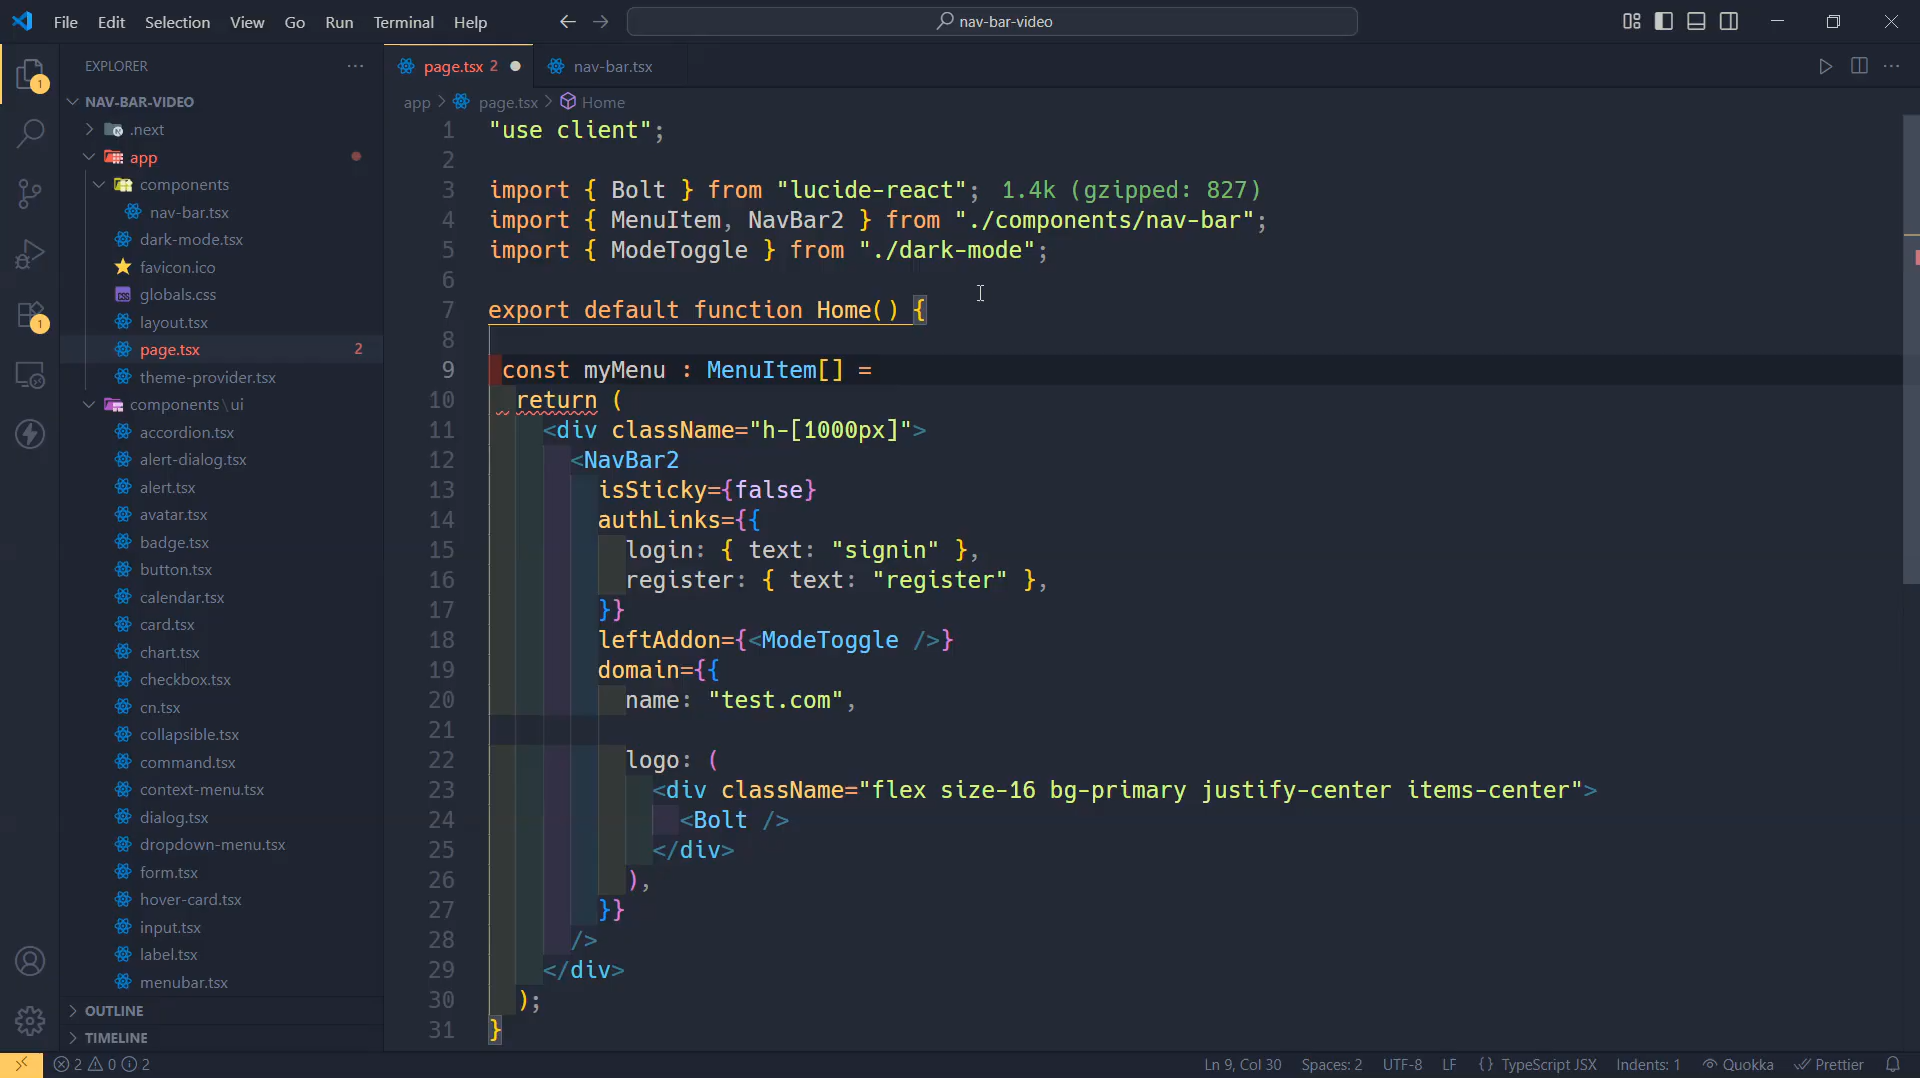 File Edit Selection View Go Run Terminal Help
nav-bar-video
EXPLORER
NAV-BAR-VIDEO
.next
app
components
nav-bar.tsx
dark-mode.tsx
favicon.ico
globals.css
layout.tsx
page.tsx 2
theme-provider.tsx
components\ui
accordion.tsx
alert-dialog.tsx
alert.tsx
avatar.tsx
badge.tsx
button.tsx
calendar.tsx
card.tsx
chart.tsx
checkbox.tsx
cn.tsx
collapsible.tsx
command.tsx
context-menu.tsx
dialog.tsx
dropdown-menu.tsx
form.tsx
hover-card.tsx
input.tsx
label.tsx
menubar.tsx
OUTLINE
TIMELINE
1
1
page.tsx 2
nav-bar.tsx
app > page.tsx > Home
1 "use client";
2
3 import { Bolt } from "lucide-react"; 1.4k (gzipped: 827)
4 import { MenuItem, NavBar2 } from "./components/nav-bar";
5 import { ModeToggle } from "./dark-mode";
6
7 export default function Home() {
8
9 const myMenu : MenuItem[] =
10 return (
11 <div className="h-[1000px]">
12 <NavBar2
13 isSticky={false}
14 authLinks={{
15 login: { text: "signin" },
16 register: { text: "register" },
17 }}
18 leftAddon={<ModeToggle />}
19 domain={{
20 name: "test.com",
21
22 logo: (
23 <div className="flex size-16 bg-primary justify-center items-center">
24 <Bolt />
25 </div>
26 ),
27 }}
28 />
29 </div>
30 );
31 }
2 0 2
Ln 9, Col 30 Spaces: 2 UTF-8 LF {} TypeScript JSX Indents: 1 Quokka Prettier